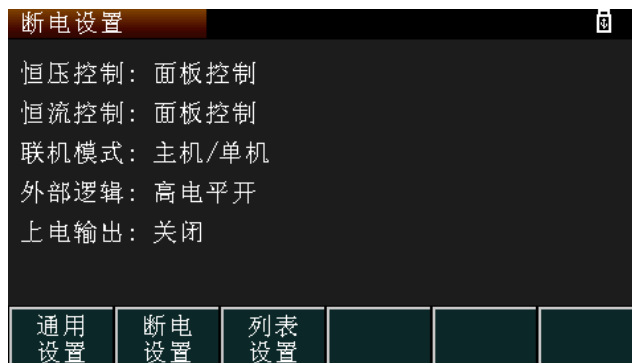 断电设置
恒压控制: 面板控制
恒流控制: 面板控制
联机模式: 主机/单机
外部逻辑: 高电平开
上电输出: 关闭
通用
设置
断电
设置
列表
设置